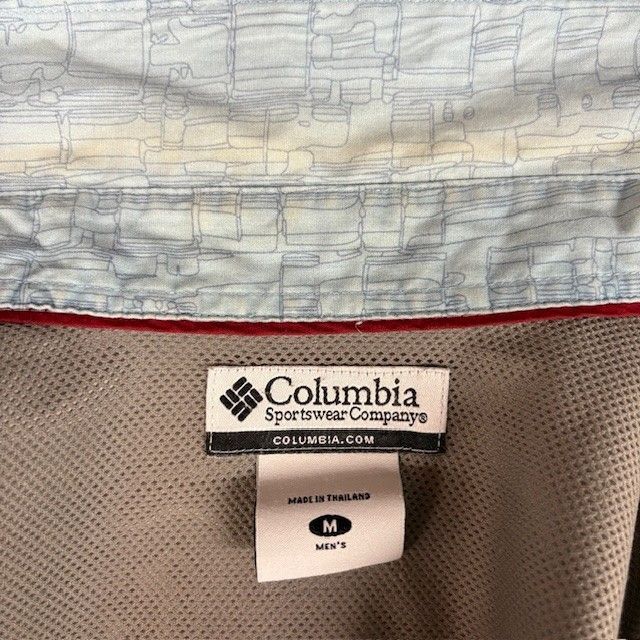 Columbia
Sportswear Company®
COLUMBIA.COM
MADE IN THAILAND
M
MEN'S